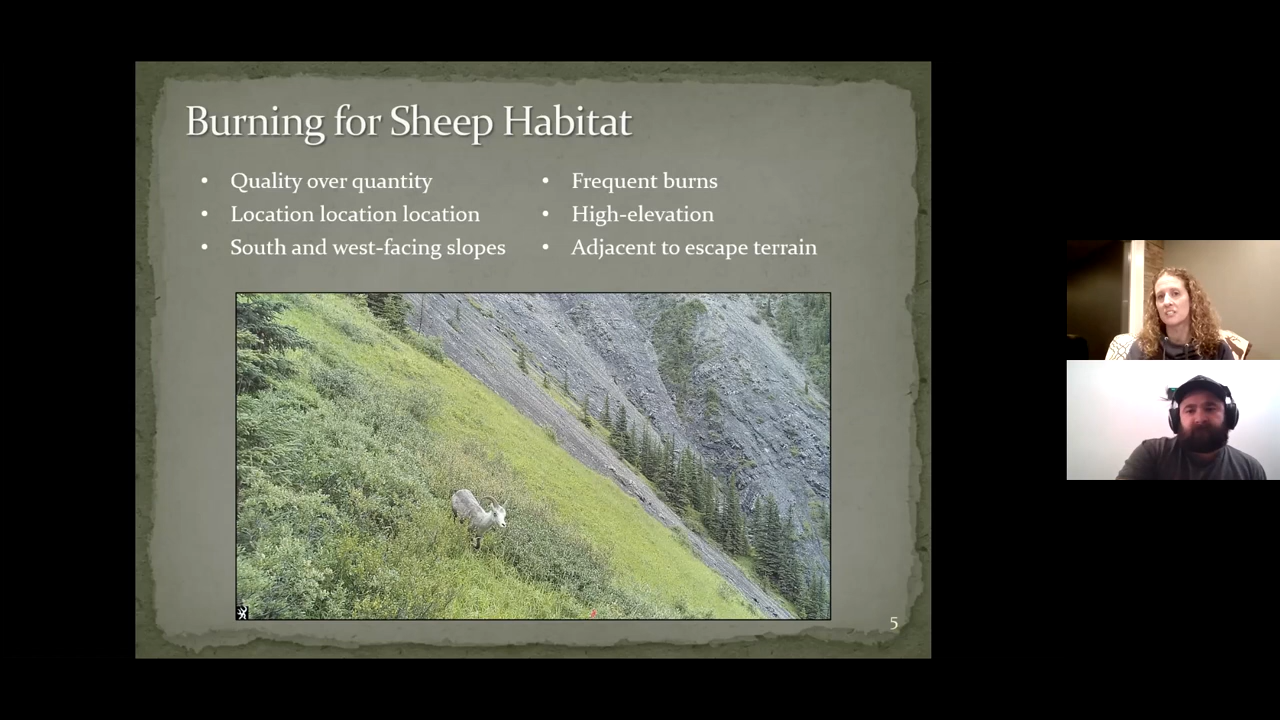 Burning for Sheep Habitat
• Quality over quantity
• Location location location
• South and west-facing slopes
• Frequent burns
• High-elevation
• Adjacent to escape terrain
5